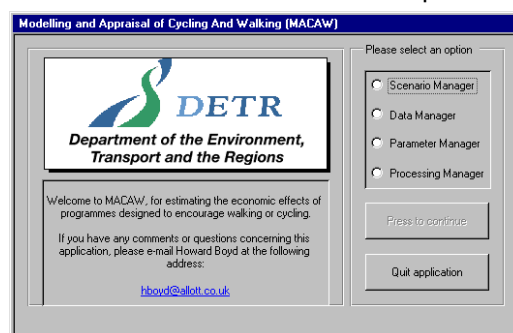 Modelling and Appraisal of Cycling And Walking (MACAW)
DETR
Department of the Environment,
Transport and the Regions
Welcome to MACAW, for estimating the economic effects of
programmes designed to encourage walking or cycling.
If you have any comments or questions concerning this
application, please e-mail Howard Boyd at the following
address:
hboyd@allott.co.uk
Please select an option
Scenario Manager
Data Manager
Parameter Manager
Processing Manager
Press to continue
Quit application